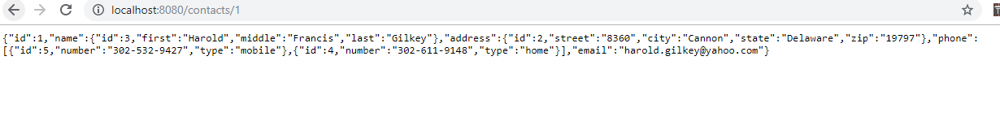 localhost:8080/contacts/1
{"id":1,"name":{"id":3,"first":"Harold","middle":"Francis","last":"Gilkey"},"address":{"id":2,"street":"8360","city":"Cannon","state":"Delaware","zip":"19797"},"phone":
[{"id":5,"number":"302-532-9427","type":"mobile"},{"id":4,"number":"302-611-9148","type":"home"}],"email":"harold.gilkey@yahoo.com"}